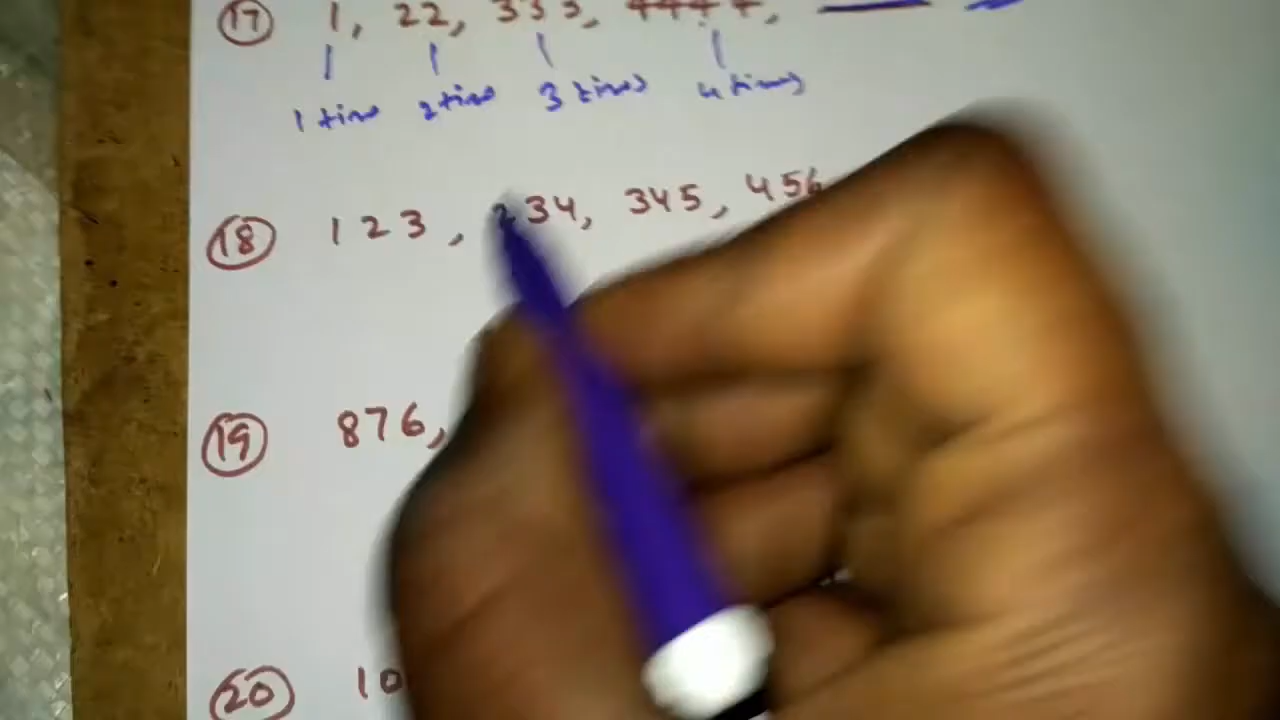 17 1, 22, 333, 4444,
1 time 2 time 3 times 4 times
18 123, 234, 345, 456
19 876,
20 10